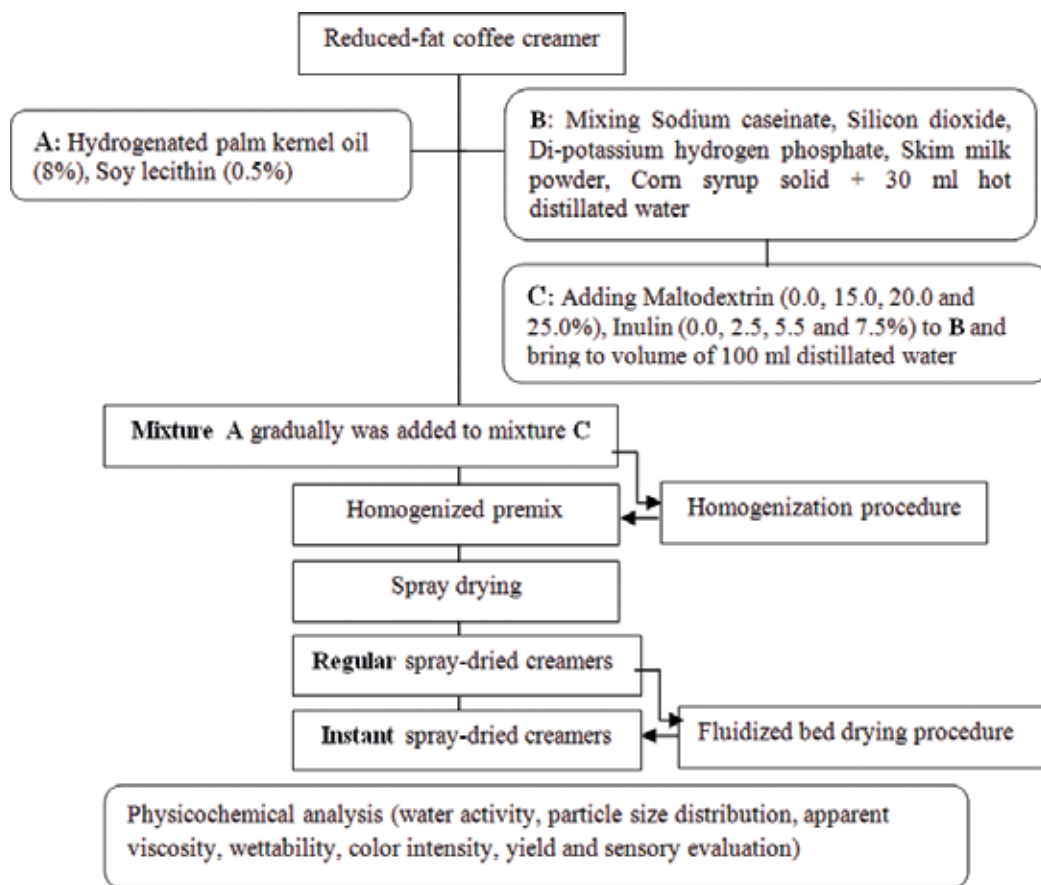 Reduced-fat coffee creamer
A: Hydrogenated palm kernel oil
(8%), Soy lecithin (0.5%)
B: Mixing Sodium caseinate, Silicon dioxide,
Di-potassium hydrogen phosphate, Skim milk
powder, Corn syrup solid + 30 ml hot
distillated water
C: Adding Maltodextrin (0.0, 15.0, 20.0 and
25.0%), Inulin (0.0, 2.5, 5.5 and 7.5%) to B and
bring to volume of 100 ml distillated water
Mixture A gradually was added to mixture C
Homogenized premix
Homogenization procedure
Spray drying
Regular spray-dried creamers
Instant spray-dried creamers
Fluidized bed drying procedure
Physicochemical analysis (water activity, particle size distribution, apparent
viscosity, wettability, color intensity, yield and sensory evaluation)